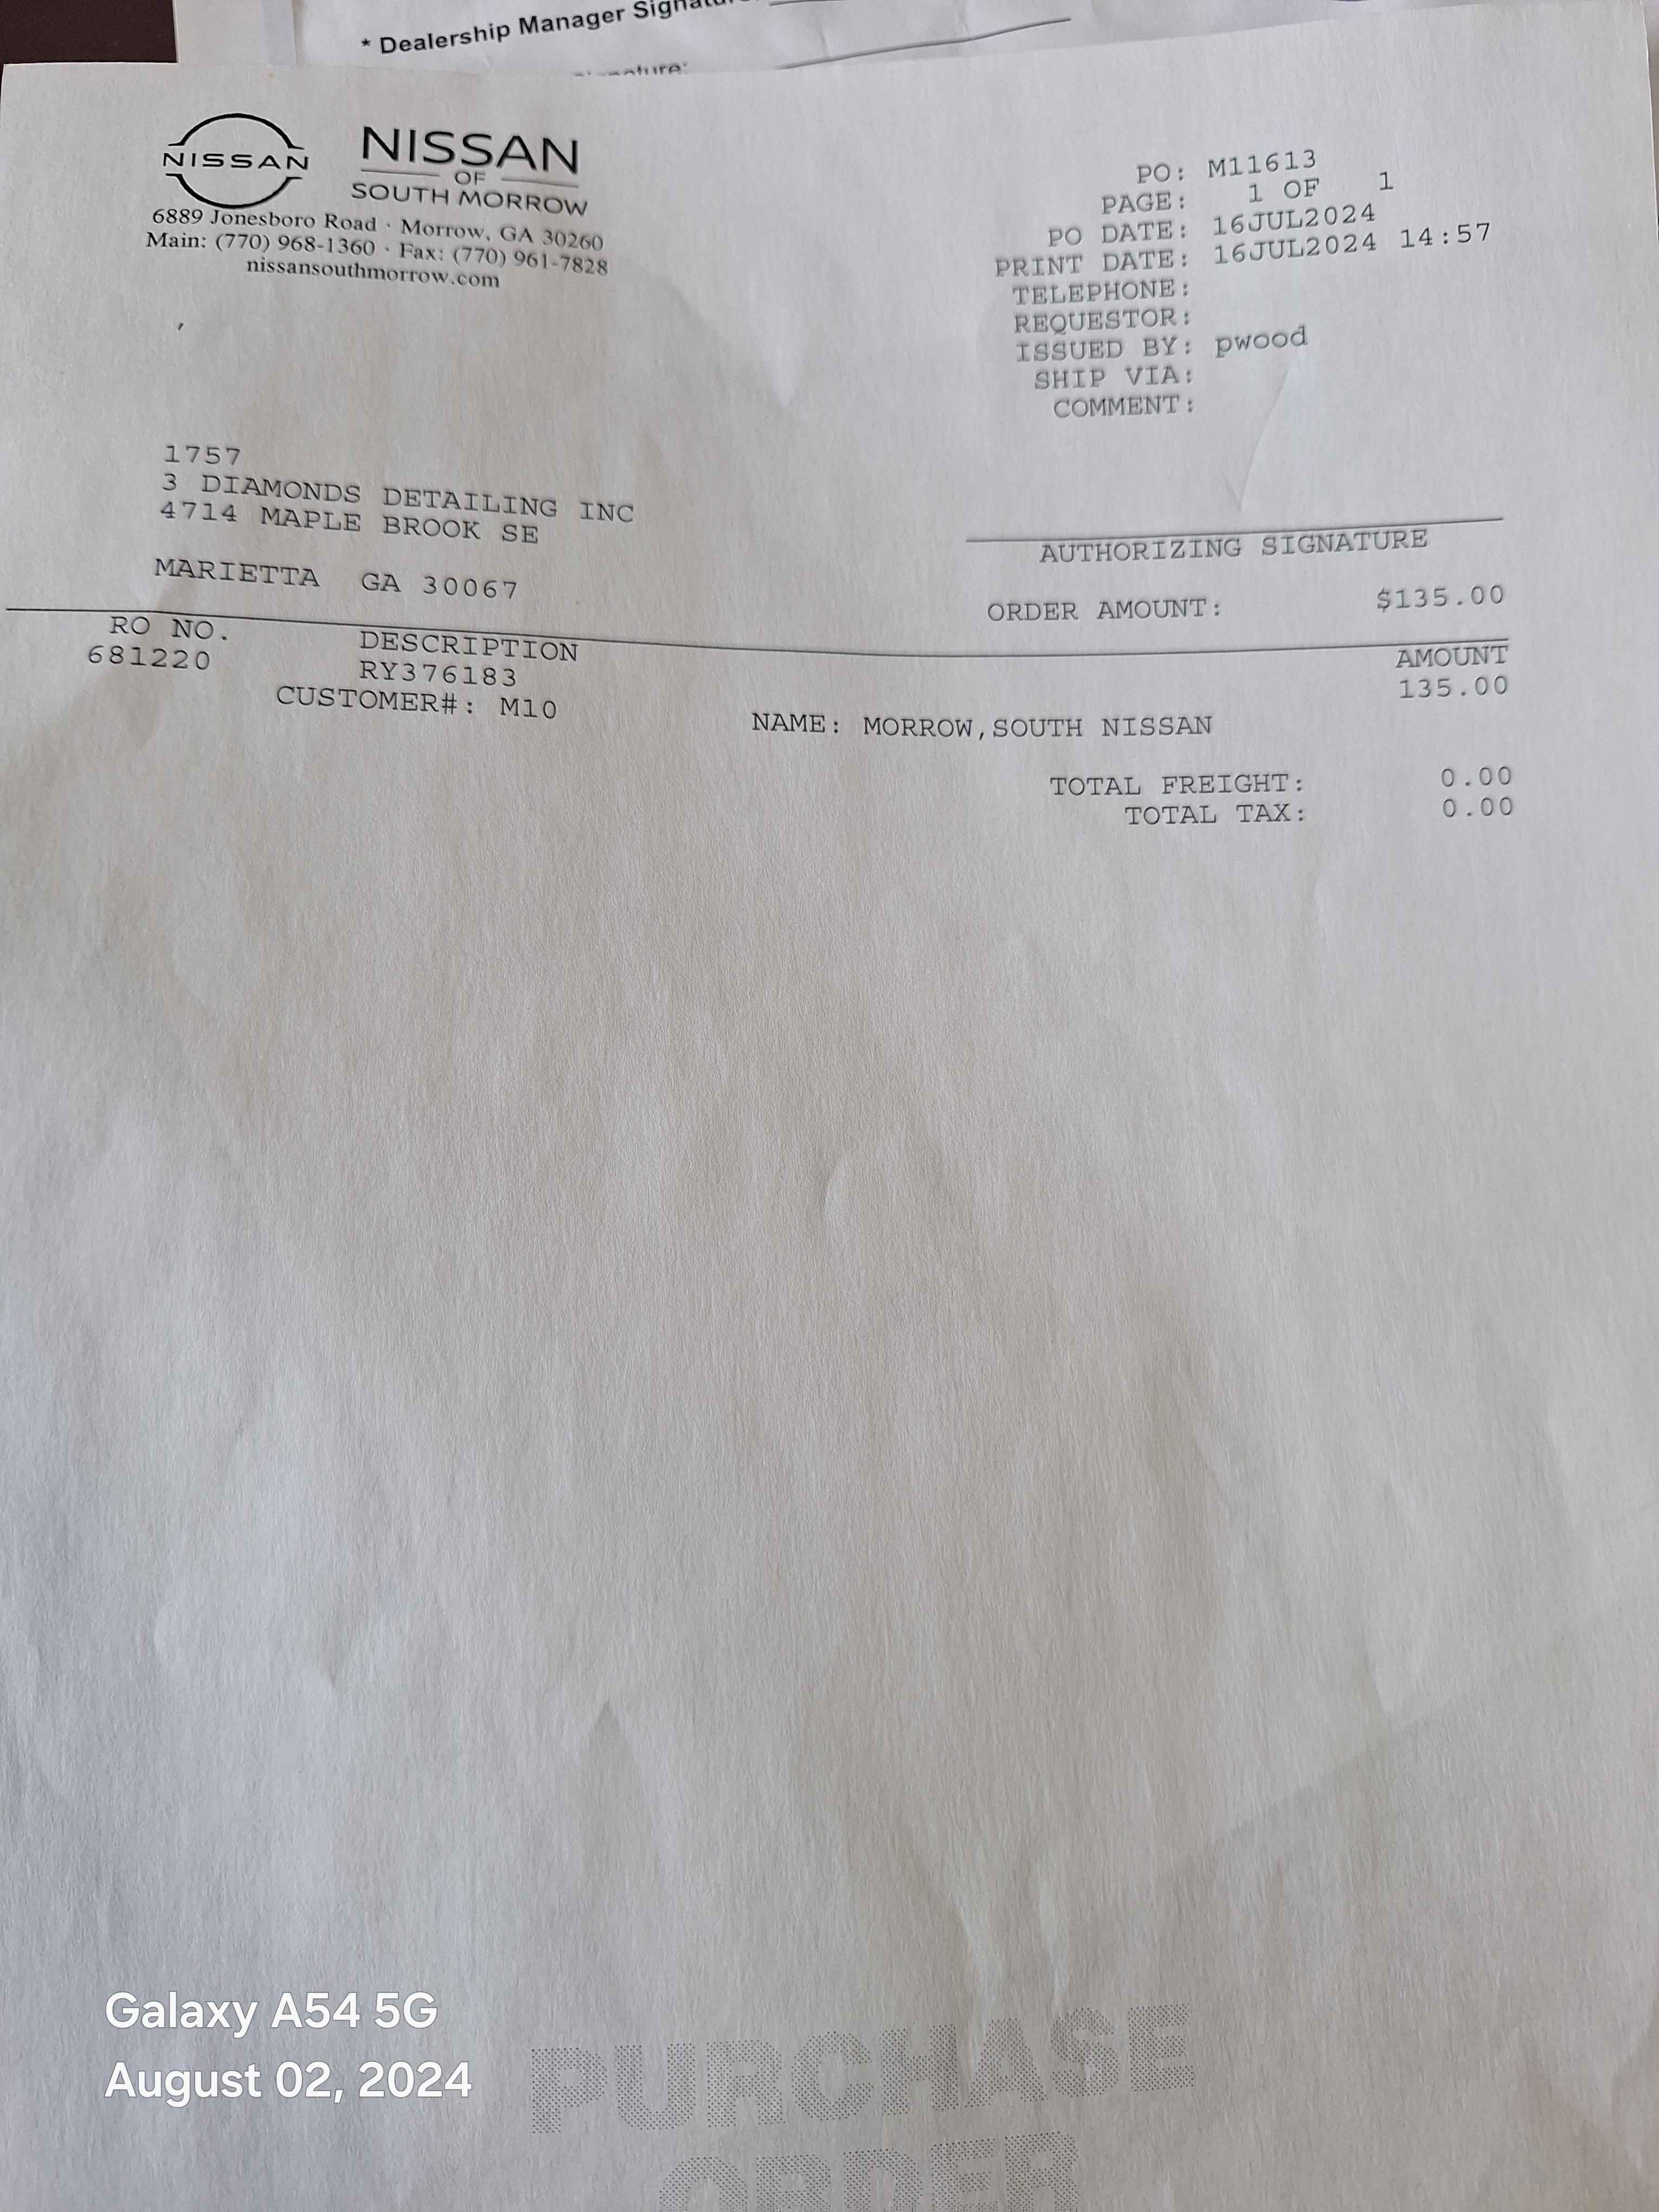 * Dealership Manager Signatur
NISSAN
NISSAN
OF
SOUTH MORROW
6889 Jonesboro Road · Morrow, GA 30260
Main: (770) 968-1360 · Fax: (770) 961-7828
nissansouthmorrow.com
PO: M11613
PAGE: 1 OF 1
PO DATE: 16JUL2024
PRINT DATE: 16JUL2024 14:57
TELEPHONE:
REQUESTOR:
ISSUED BY: pwood
SHIP VIA:
COMMENT:
1757
3 DIAMONDS DETAILING INC
4714 MAPLE BROOK SE
MARIETTA GA 30067
AUTHORIZING SIGNATURE
ORDER AMOUNT: $135.00
RO NO. DESCRIPTION AMOUNT
681220 RY376183 135.00
CUSTOMER#: M10 NAME: MORROW,SOUTH NISSAN
TOTAL FREIGHT: 0.00
TOTAL TAX: 0.00
PURCHASE
ORDER
Galaxy A54 5G
August 02, 2024